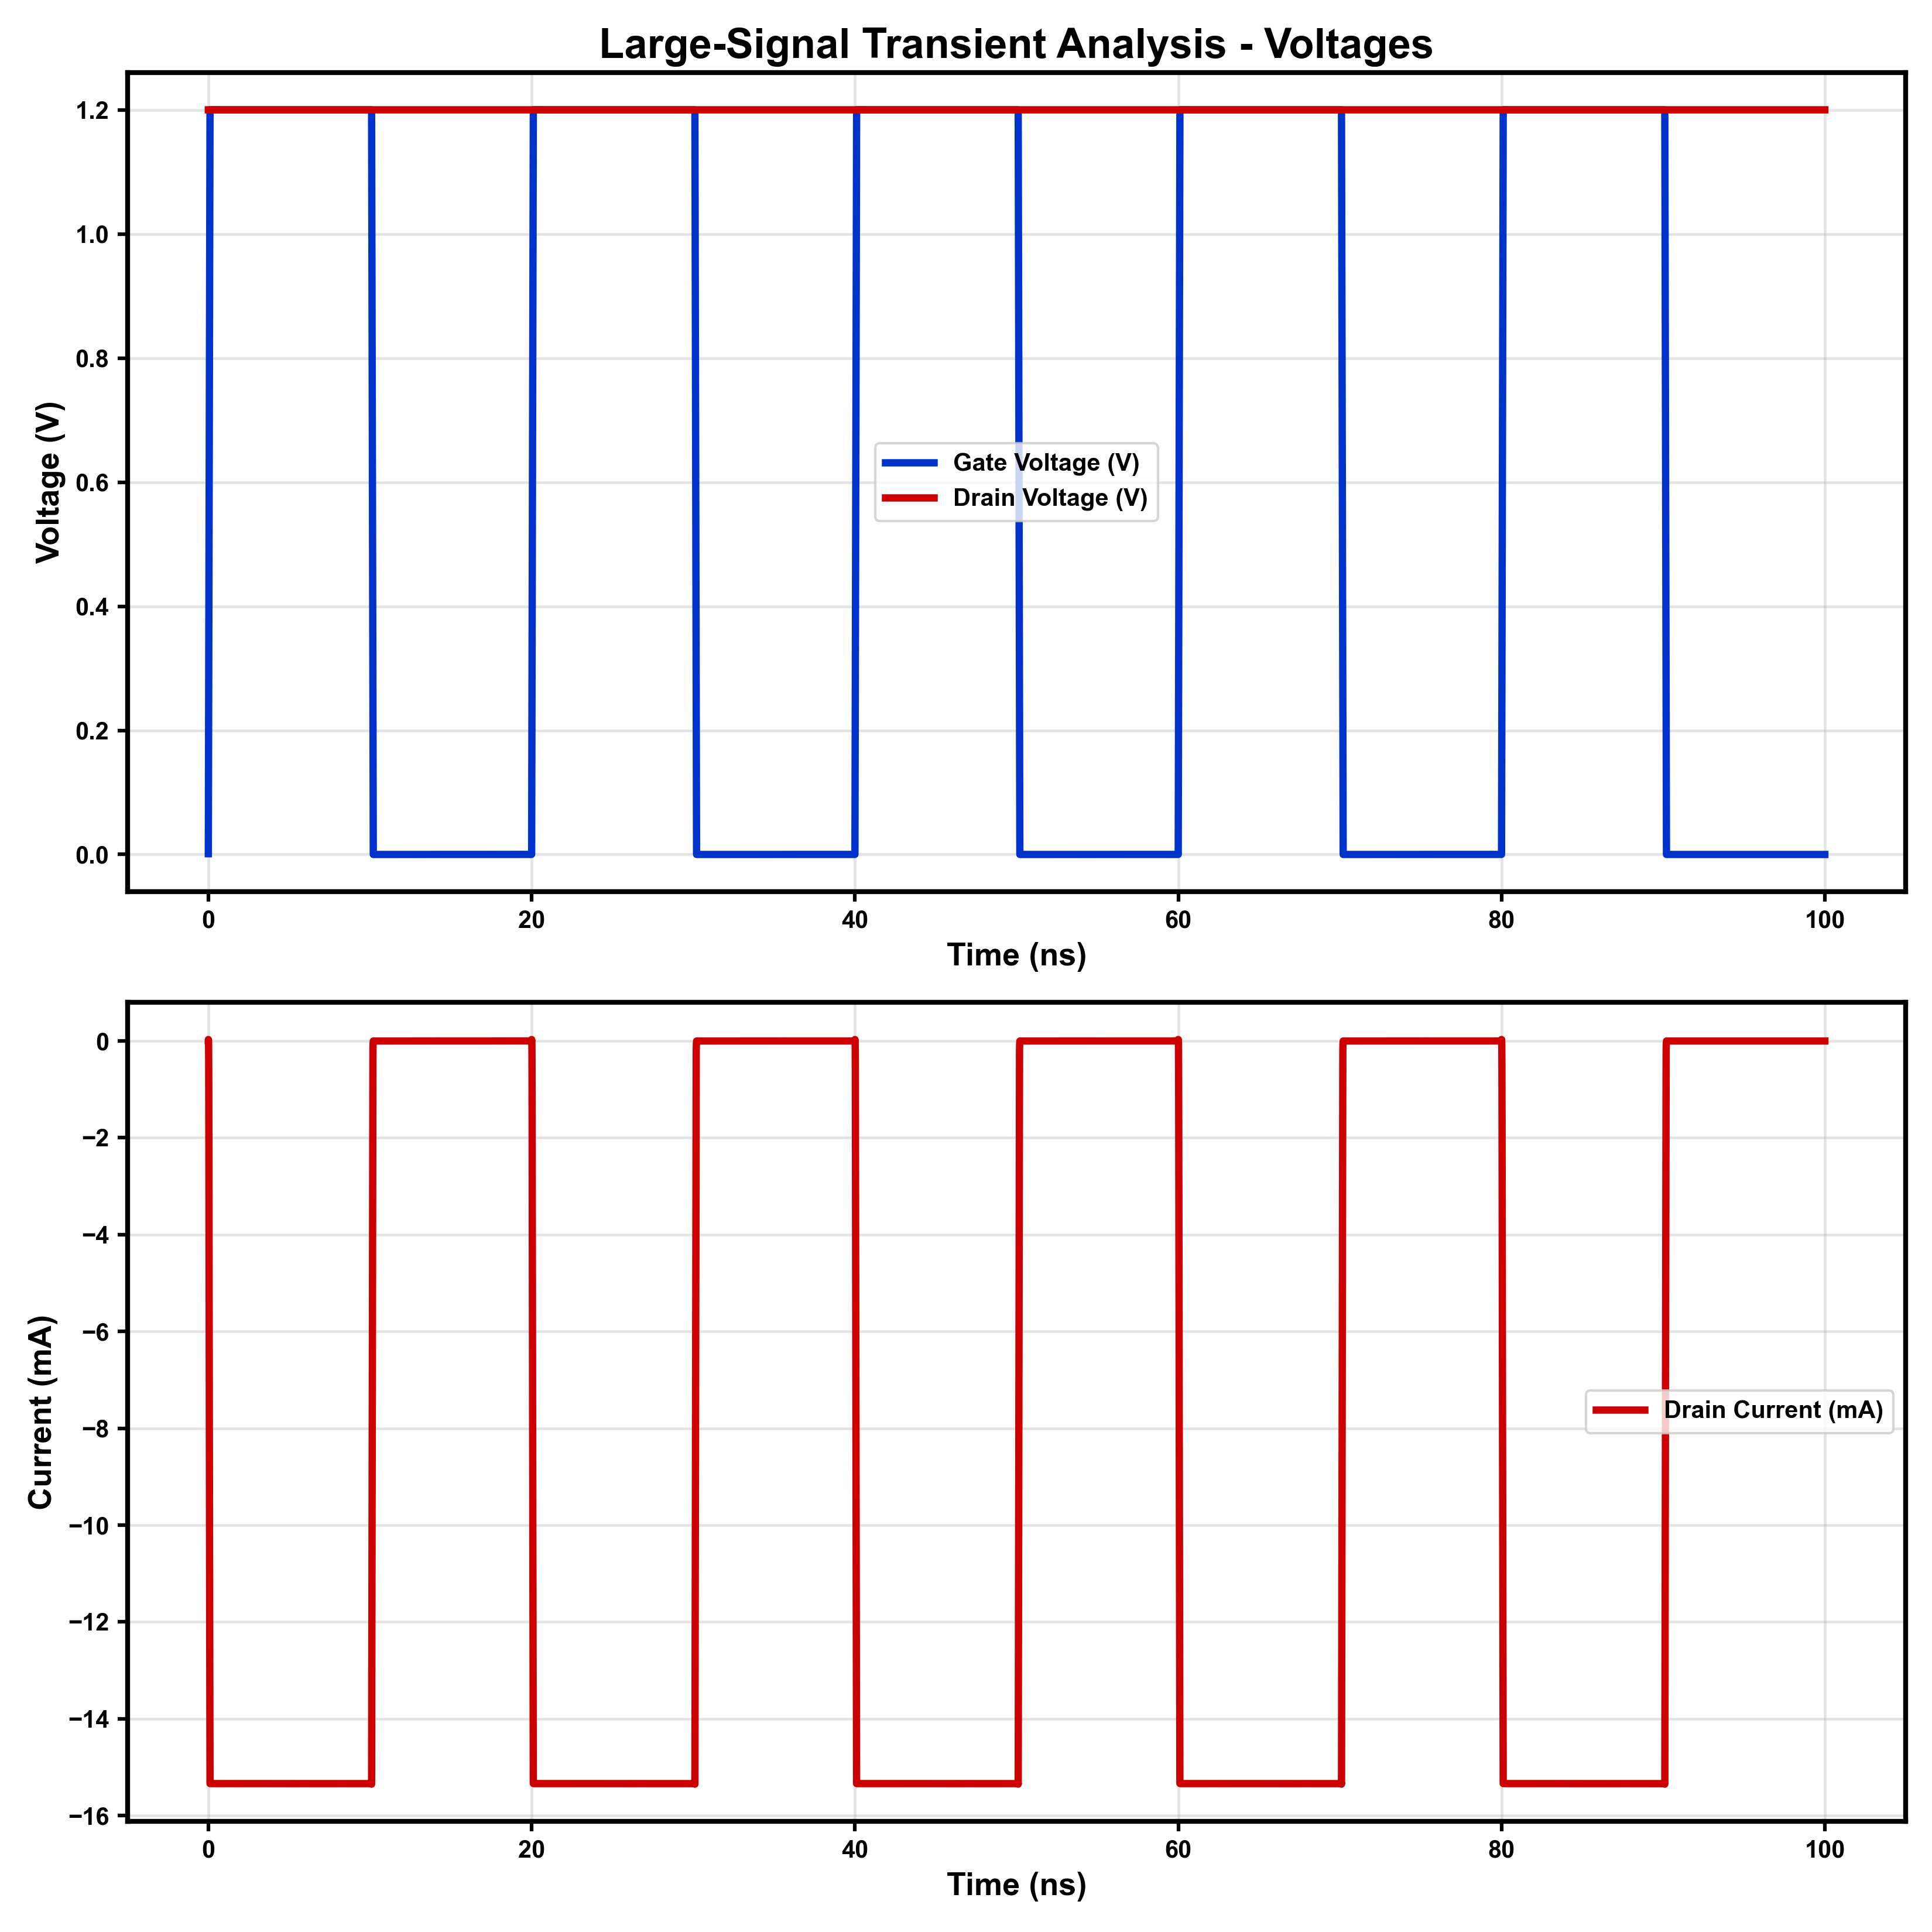 Large-Signal Transient Analysis - Voltages
Voltage (V)
1.2
1.0
0.8
0.6
0.4
0.2
0.0
Gate Voltage (V)
Drain Voltage (V)
0 20 40 60 80 100
Time (ns)
Current (mA)
0
−2
−4
−6
−8
−10
−12
−14
−16
Drain Current (mA)
0 20 40 60 80 100
Time (ns)